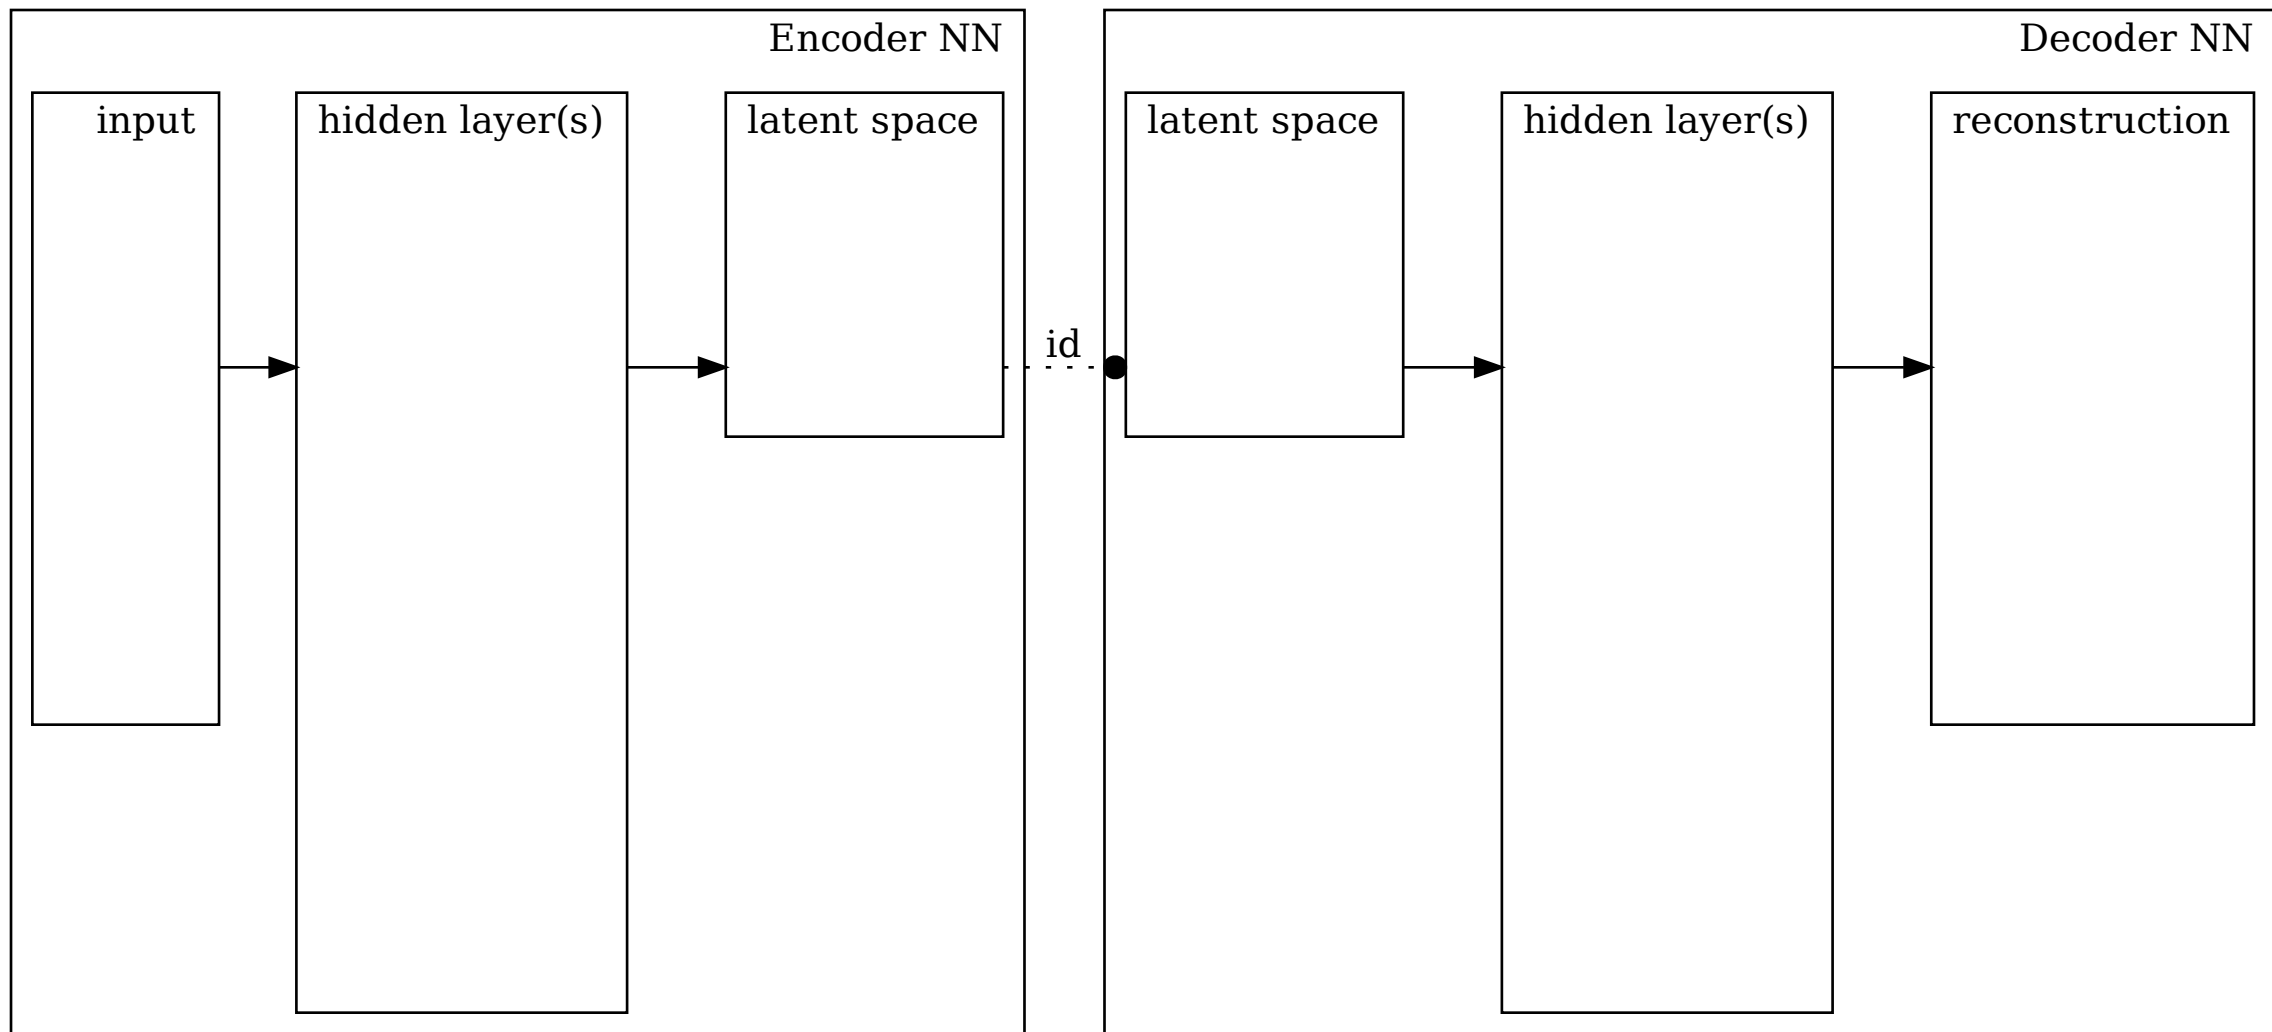 Encoder NN
input
hidden layer(s)
latent space
id
Decoder NN
latent space
hidden layer(s)
reconstruction